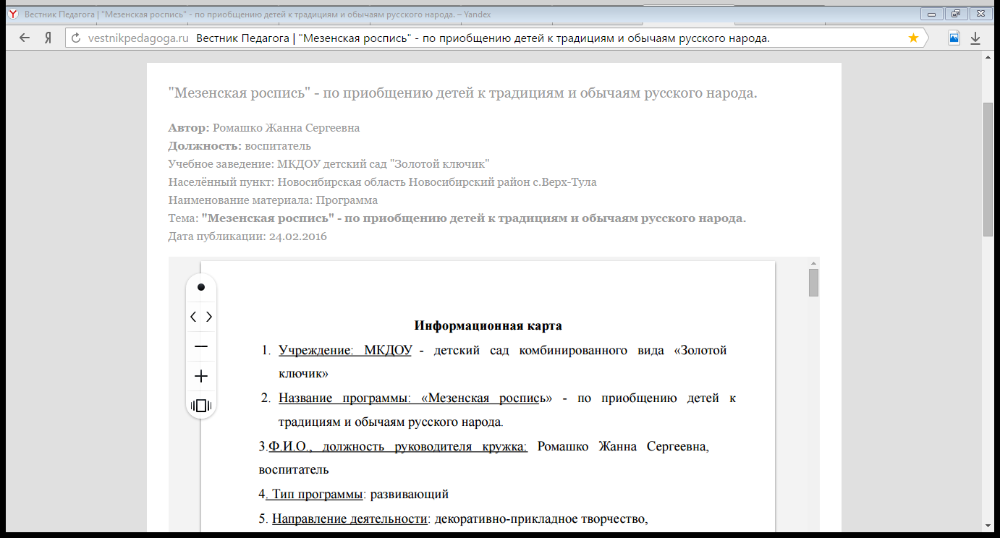 Вестник Педагога | "Мезенская роспись" - по приобщению детей к традициям и обычаям русского народа. – Yandex
vestnikpedagoga.ru Вестник Педагога | "Мезенская роспись" - по приобщению детей к традициям и обычаям русского народа.
"Мезенская роспись" - по приобщению детей к традициям и обычаям русского народа.
Автор: Ромашко Жанна Сергеевна
Должность: воспитатель
Учебное заведение: МКДОУ детский сад "Золотой ключик"
Населённый пункт: Новосибирская область Новосибирский район с.Верх-Тула
Наименование материала: Программа
Тема: "Мезенская роспись" - по приобщению детей к традициям и обычаям русского народа.
Дата публикации: 24.02.2016
Информационная карта
1. Учреждение: МКДОУ - детский сад комбинированного вида «Золотой
ключик»
2. Название программы: «Мезенская роспись» - по приобщению детей к
традициям и обычаям русского народа.
3.Ф.И.О., должность руководителя кружка: Ромашко Жанна Сергеевна,
воспитатель
4. Тип программы: развивающий
5. Направление деятельности: декоративно-прикладное творчество,